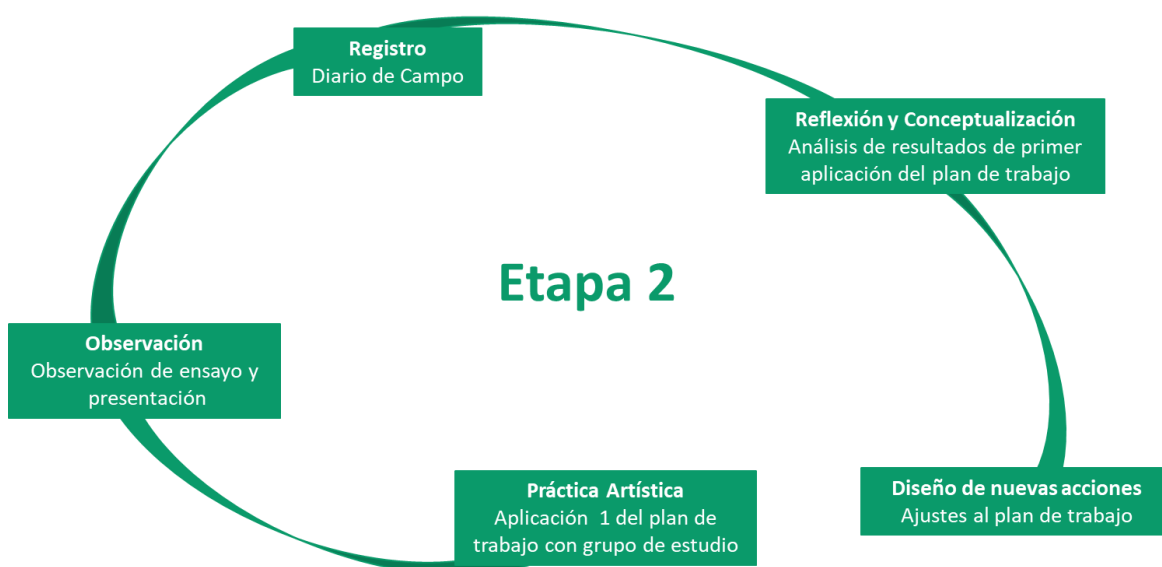 Registro
Diario de Campo
Reflexión y Conceptualización
Análisis de resultados de primer
aplicación del plan de trabajo
Etapa 2
Observación
Observación de ensayo y
presentación
Práctica Artística
Aplicación 1 del plan de
trabajo con grupo de estudio
Diseño de nuevas acciones
Ajustes al plan de trabajo